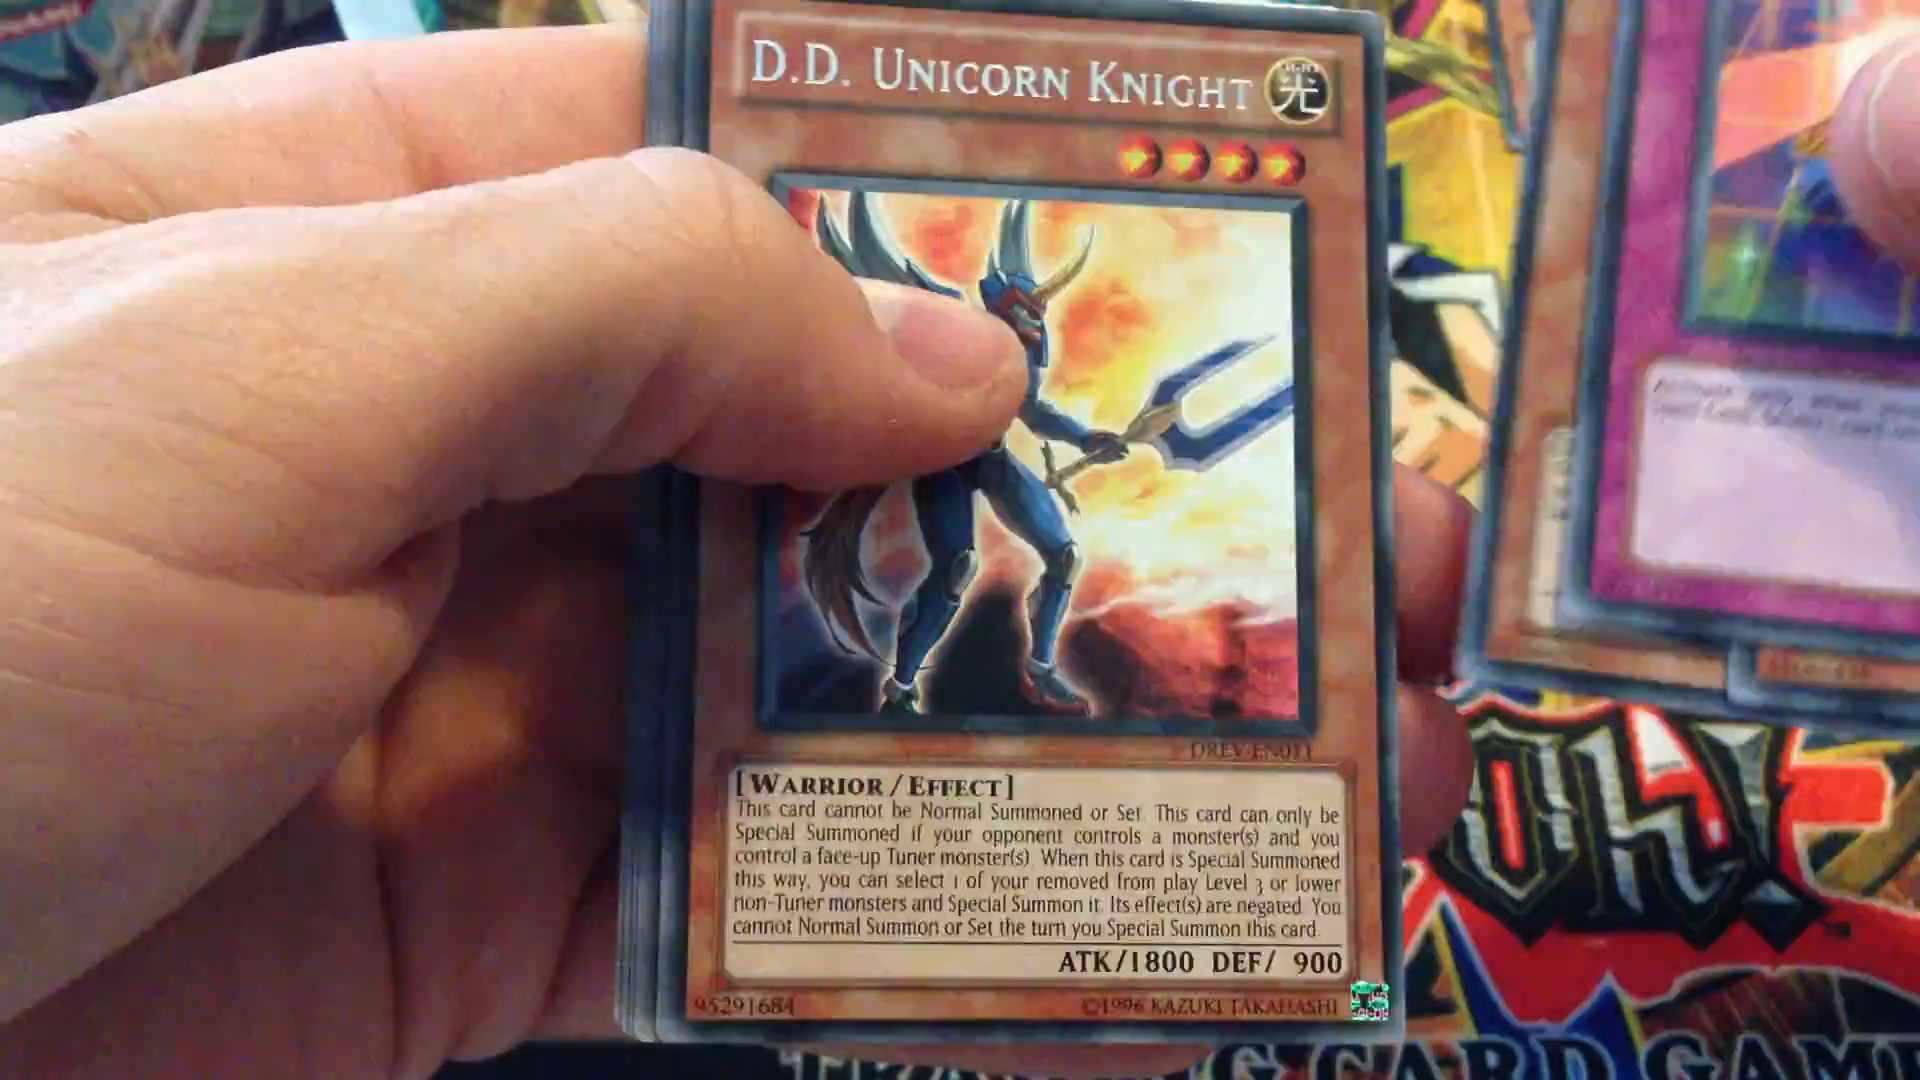 D.D. UNICORN KNIGHT
光
DREV-EN011
[WARRIOR/EFFECT]
This card cannot be Normal Summoned or Set. This card can only be
Special Summoned if your opponent controls a monster(s) and you
control a face-up Tuner monster(s). When this card is Special Summoned
this way, you can select 1 of your removed from play Level 3 or lower
non-Tuner monsters and Special Summon it. Its effect(s) are negated. You
cannot Normal Summon or Set the turn you Special Summon this card.
ATK/1800 DEF/ 900
95291684
©1996 KAZUKI TAKAHASHI
OH!
TRADING CARD GAME